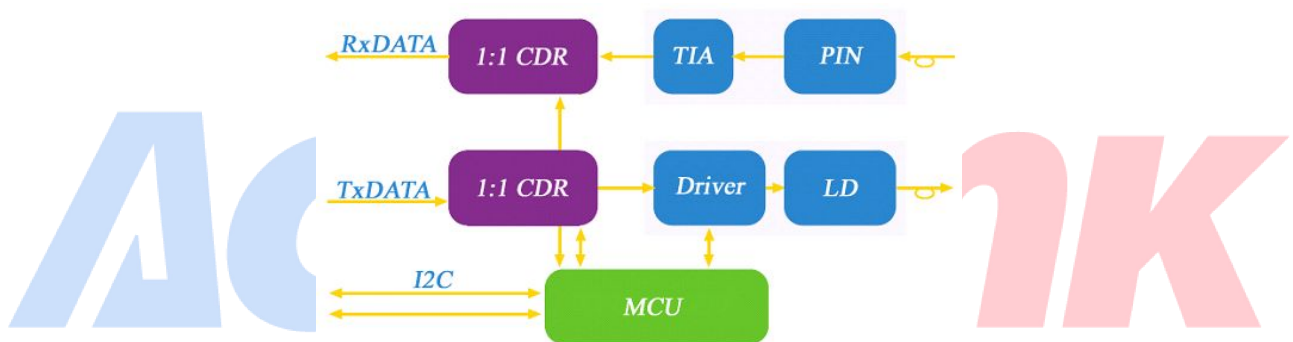 RxDATA 1:1 CDR TIA PIN
TxDATA 1:1 CDR Driver LD
I2C
MCU